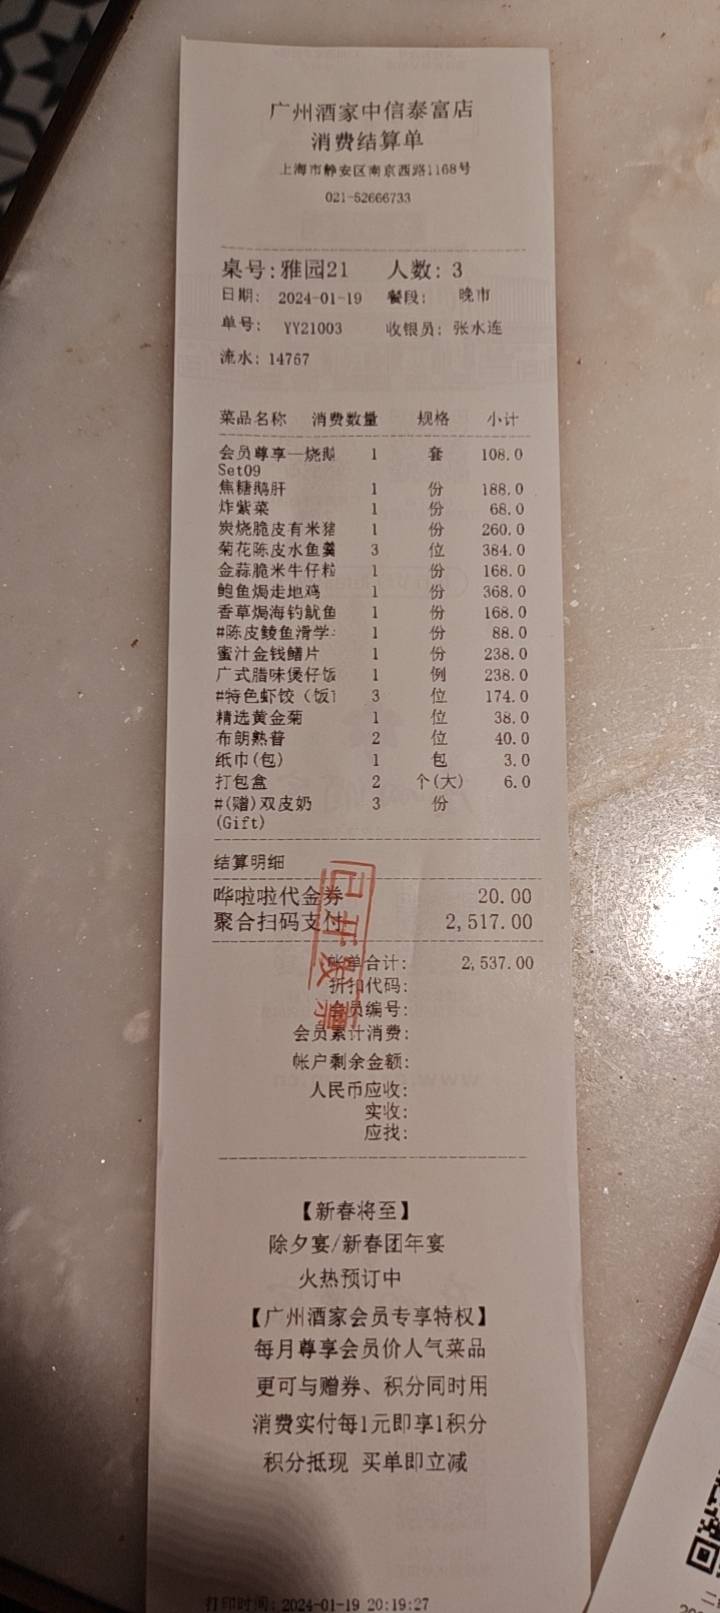 广州酒家中信泰富店
消费结算单
上海市静安区南京西路1168号
021-52666733
桌号:雅园21 人数: 3
日期: 2024-01-19 餐段: 晚市
单号: YY21003 收银员: 张水连
流水: 14767
菜品名称 消费数量 规格 小计
会员尊享—烧鹅 1 套 108.0
Set09
焦糖鹅肝 1 份 188.0
炸紫菜 1 份 68.0
炭烧脆皮有米猪 1 份 260.0
菊花陈皮水鱼羹 3 位 384.0
金蒜脆米牛仔粒 1 份 168.0
鲍鱼焗走地鸡 1 份 368.0
香草焗海钓鱿鱼 1 份 168.0
#陈皮鲮鱼滑学 1 份 88.0
蜜汁金钱鳝片 1 份 238.0
广式腊味煲仔饭 1 例 238.0
#特色虾饺（饭 3 位 174.0
精选黄金菊 1 位 38.0
布朗熟普 2 位 40.0
纸巾(包) 1 包 3.0
打包盒 2 个(大) 6.0
#(赠)双皮奶 3 份
(Gift)
结算明细
哗啦啦代金券 20.00
聚合扫码支付 2,517.00
已开发票
帐单合计: 2,537.00
折扣代码:
会员编号:
会员累计消费:
帐户剩余金额:
人民币应收:
实收:
应找:
【新春将至】
除夕宴/新春团年宴
火热预订中
【广州酒家会员专享特权】
每月尊享会员价人气菜品
更可与赠券、积分同时用
消费实付每1元即享1积分
积分抵现 买单即立减
打印时间: 2024-01-19 20:19:27